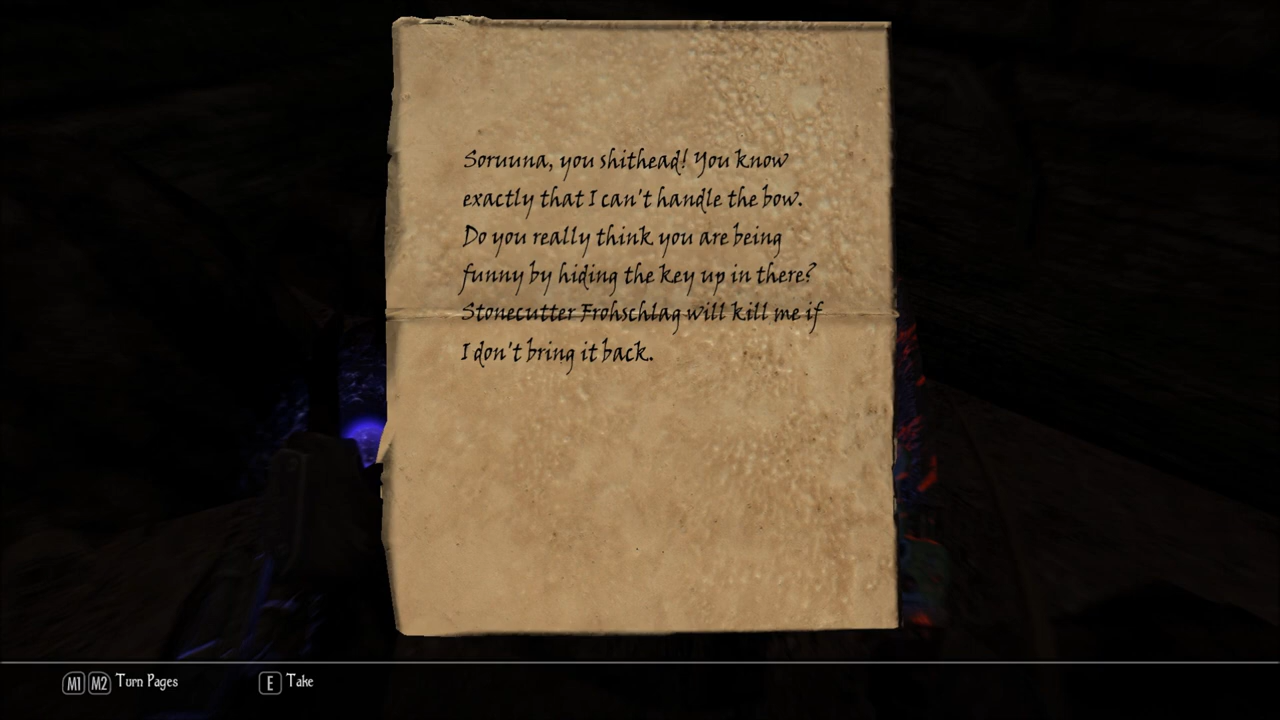 Soruuna, you shithead! You know
exactly that I can't handle the bow.
Do you really think you are being
funny by hiding the key up in there?
Stonecutter Frohschlag will kill me if
I don't bring it back.
M1 M2 Turn Pages
E Take